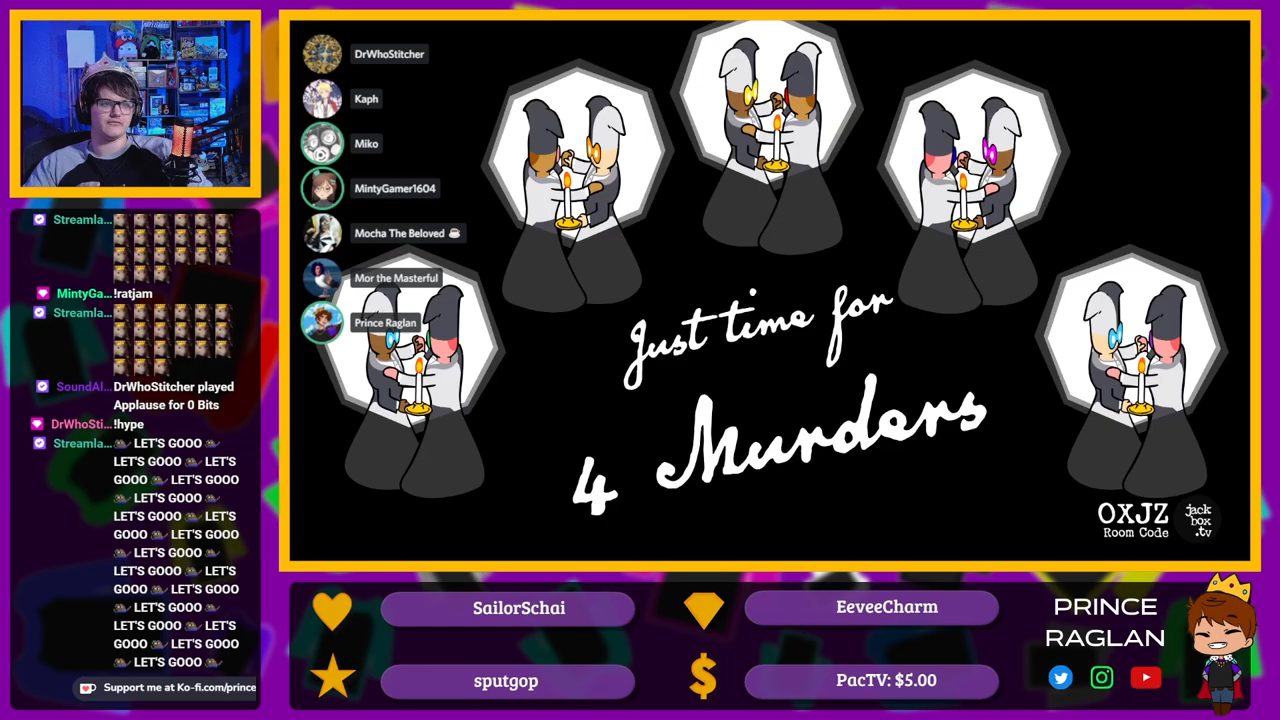 Streamla...
MintyGa... !ratjam
Streamla...
SoundAl... DrWhoStitcher played
Applause for 0 Bits
DrWhoSti... !hype
Streamla... LET'S GOOO
LET'S GOOO LET'S
GOOO LET'S GOOO
LET'S GOOO
LET'S GOOO LET'S
GOOO LET'S GOOO
LET'S GOOO
LET'S GOOO LET'S
GOOO LET'S GOOO
LET'S GOOO
LET'S GOOO LET'S
GOOO LET'S GOOO
LET'S GOOO
Support me at Ko-fi.com/prince
DrWhoStitcher
Kaph
Miko
MintyGamer1604
Mocha The Beloved ☕
Mor the Masterful
Prince Raglan
Just time for
4 Murders
OXJZ
Room Code
jack
box
.tv
SailorSchai
EeveeCharm
sputgop
$ PacTV: $5.00
PRINCE
RAGLAN